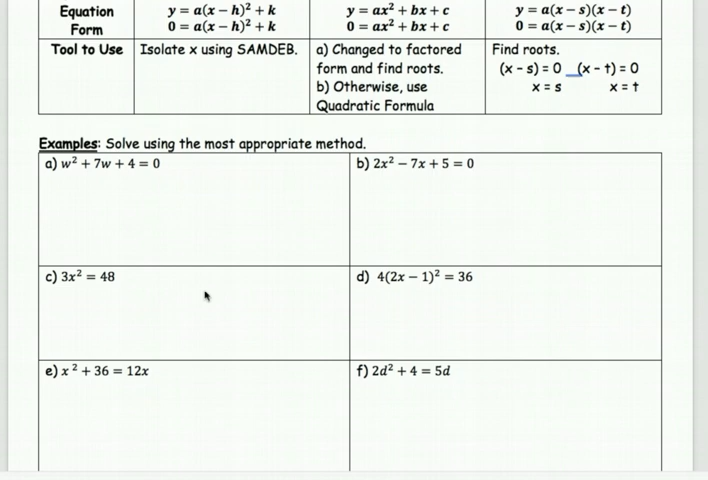 Equation Form
y = a(x − h)² + k
0 = a(x − h)² + k
y = ax² + bx + c
0 = ax² + bx + c
y = a(x − s)(x − t)
0 = a(x − s)(x − t)
Tool to Use
Isolate x using SAMDEB.
a) Changed to factored
form and find roots.
b) Otherwise, use
Quadratic Formula
Find roots.
(x - s) = 0 (x - t) = 0
x = s x = t
Examples: Solve using the most appropriate method.
a) w² + 7w + 4 = 0
b) 2x² − 7x + 5 = 0
c) 3x² = 48
d) 4(2x − 1)² = 36
e) x² + 36 = 12x
f) 2d² + 4 = 5d